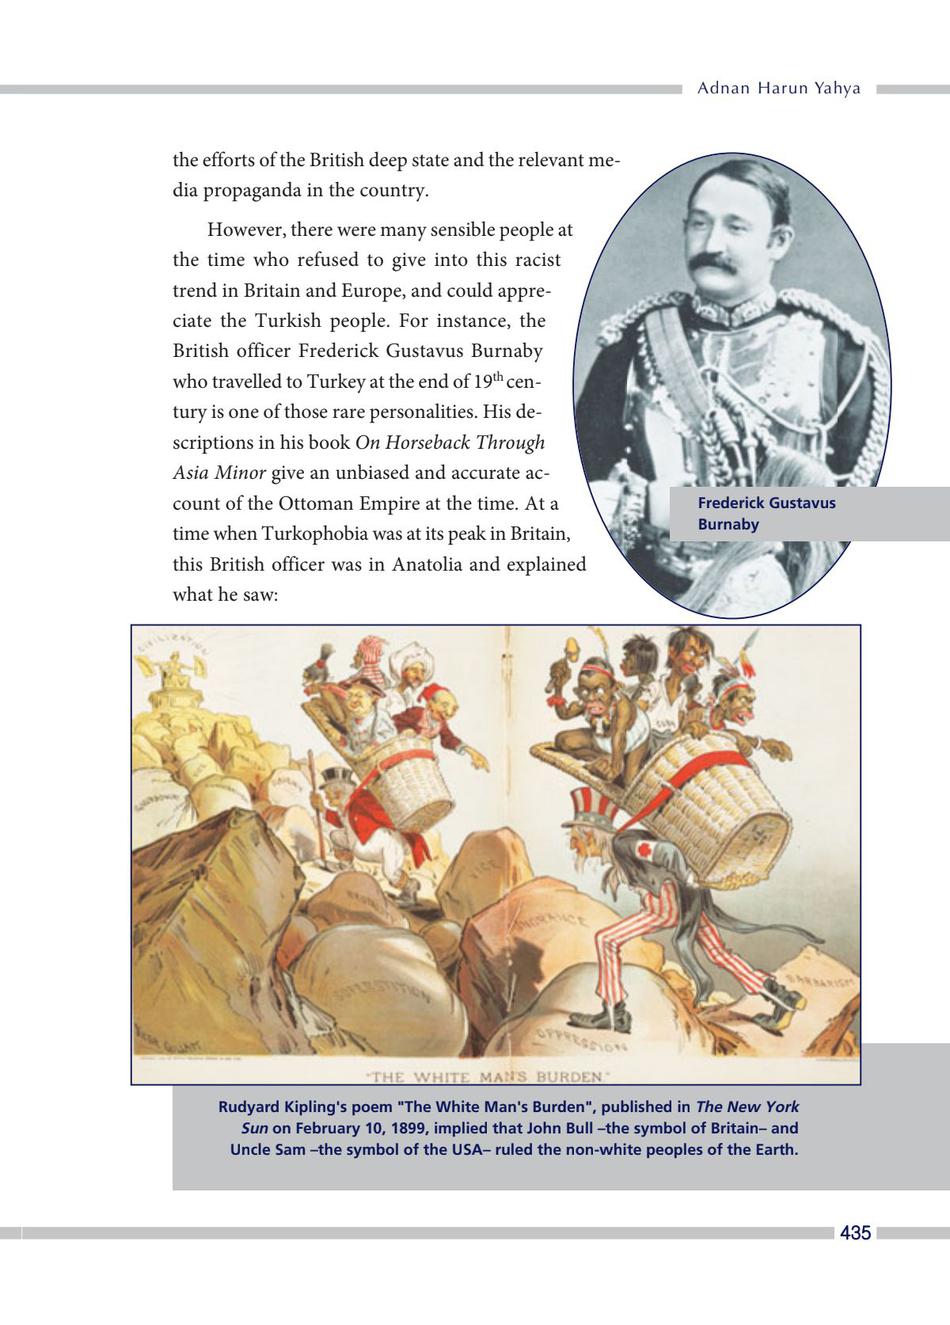 Adnan Harun Yahya
the efforts of the British deep state and the relevant me-
dia propaganda in the country.
However, there were many sensible people at
the time who refused to give into this racist
trend in Britain and Europe, and could appre-
ciate the Turkish people. For instance, the
British officer Frederick Gustavus Burnaby
who travelled to Turkey at the end of 19th cen-
tury is one of those rare personalities. His de-
scriptions in his book On Horseback Through
Asia Minor give an unbiased and accurate ac-
count of the Ottoman Empire at the time. At a
time when Turkophobia was at its peak in Britain,
this British officer was in Anatolia and explained
what he saw:
Frederick Gustavus
Burnaby
CIVILIZATION
VICE
BRUTALITY
IGNORANCE
SUPERSTITION
BARBARISM
OPPRESSION
"THE WHITE MAN'S BURDEN."
Rudyard Kipling's poem "The White Man's Burden", published in The New York
Sun on February 10, 1899, implied that John Bull –the symbol of Britain– and
Uncle Sam –the symbol of the USA– ruled the non-white peoples of the Earth.
435